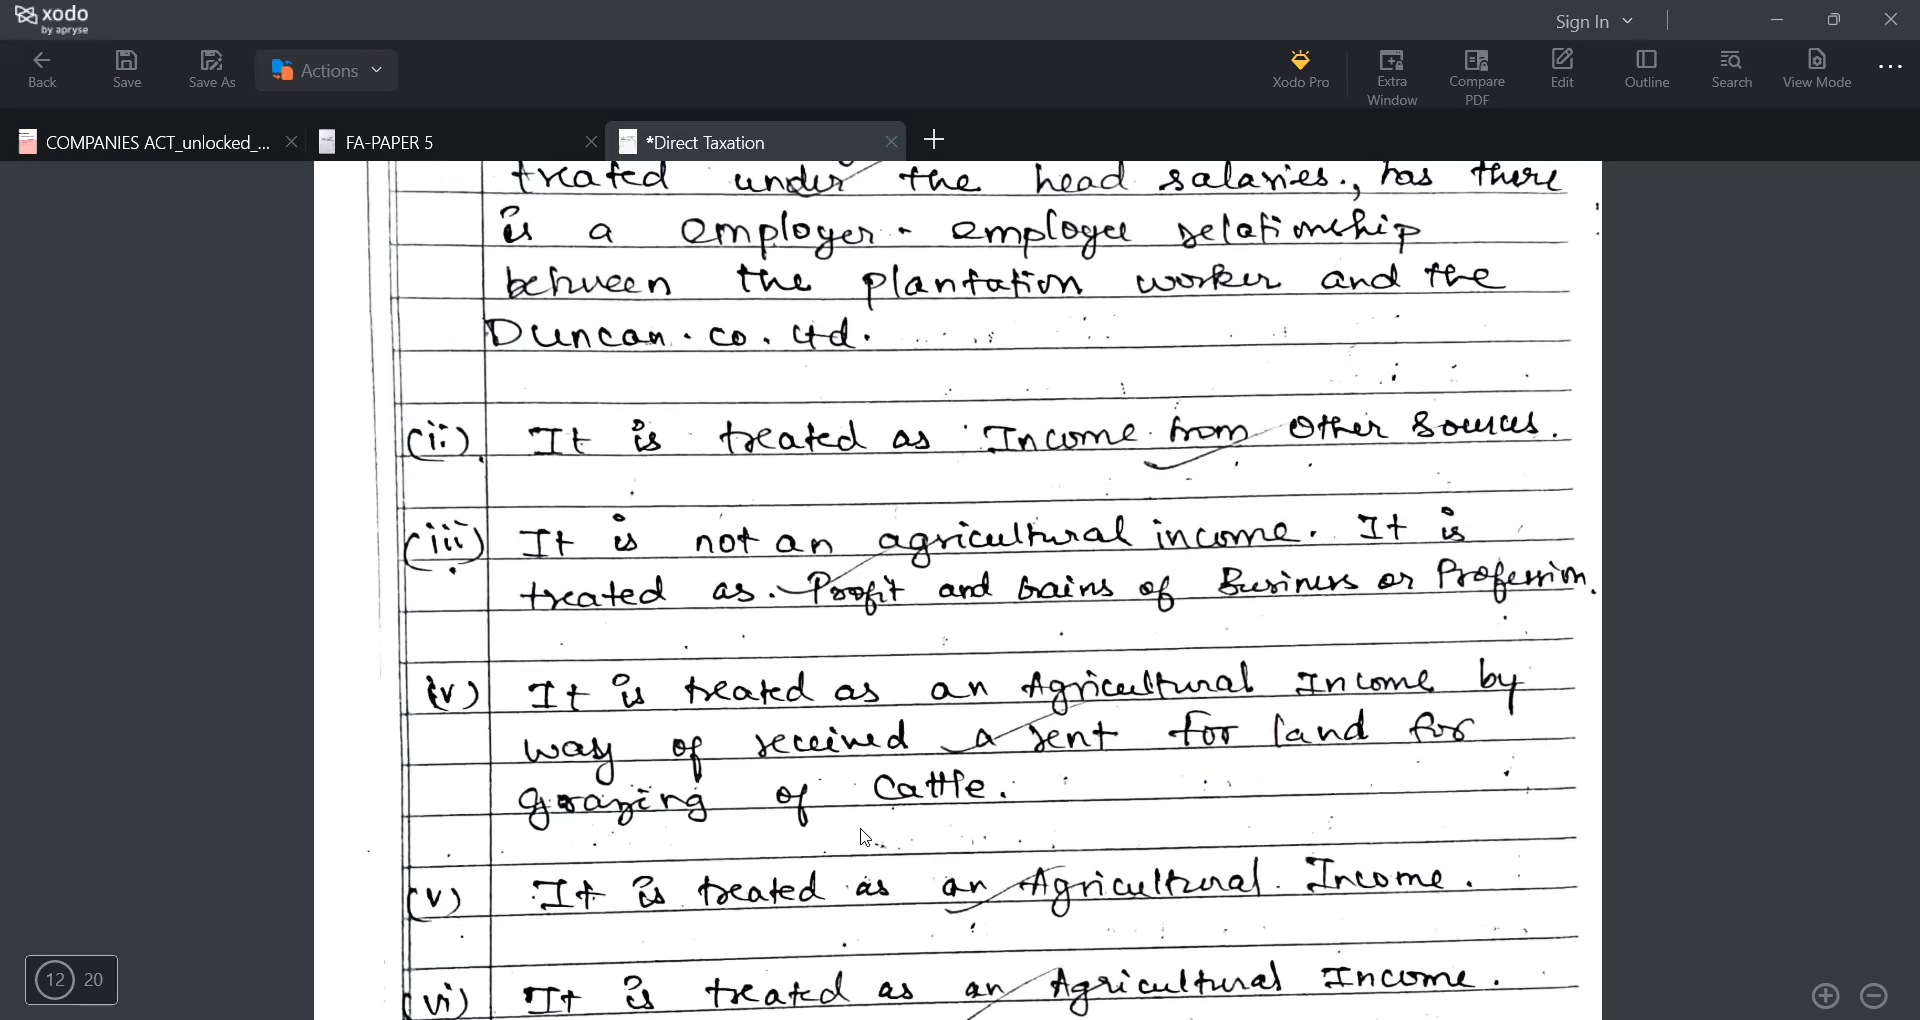 xodo
by apryse
Sign In
Back
Save
Save As
Actions
Xodo Pro
Extra Window
Compare PDF
Edit
Outline
Search
View Mode
COMPANIES ACT_unlocked_...
FA-PAPER 5
*Direct Taxation
treated under the head salaries., has there
is a employer - employee relationship
between the plantation worker and the
Duncan. co. Ltd.
(ii) It is treated as Income from Other Sources.
(iii) It is not an agricultural income. It is
treated as. Profit and Gains of Business or Profession.
(iv) It is treated as an Agricultural Income by
way of received a rent for land for
grazing of Cattle.
(v) It is treated as an Agricultural Income.
(vi) It is treated as an Agricultural Income.
12 20